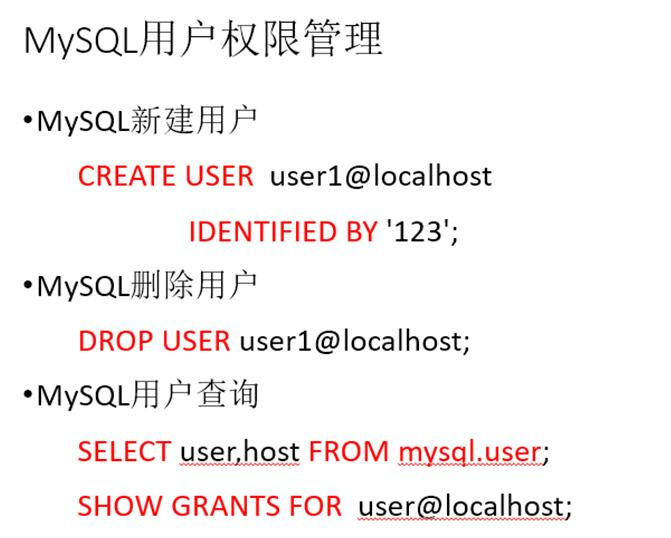 MySQL用户权限管理
•MySQL新建用户
CREATE USER user1@localhost
IDENTIFIED BY '123';
•MySQL删除用户
DROP USER user1@localhost;
•MySQL用户查询
SELECT user,host FROM mysql.user;
SHOW GRANTS FOR user@localhost;